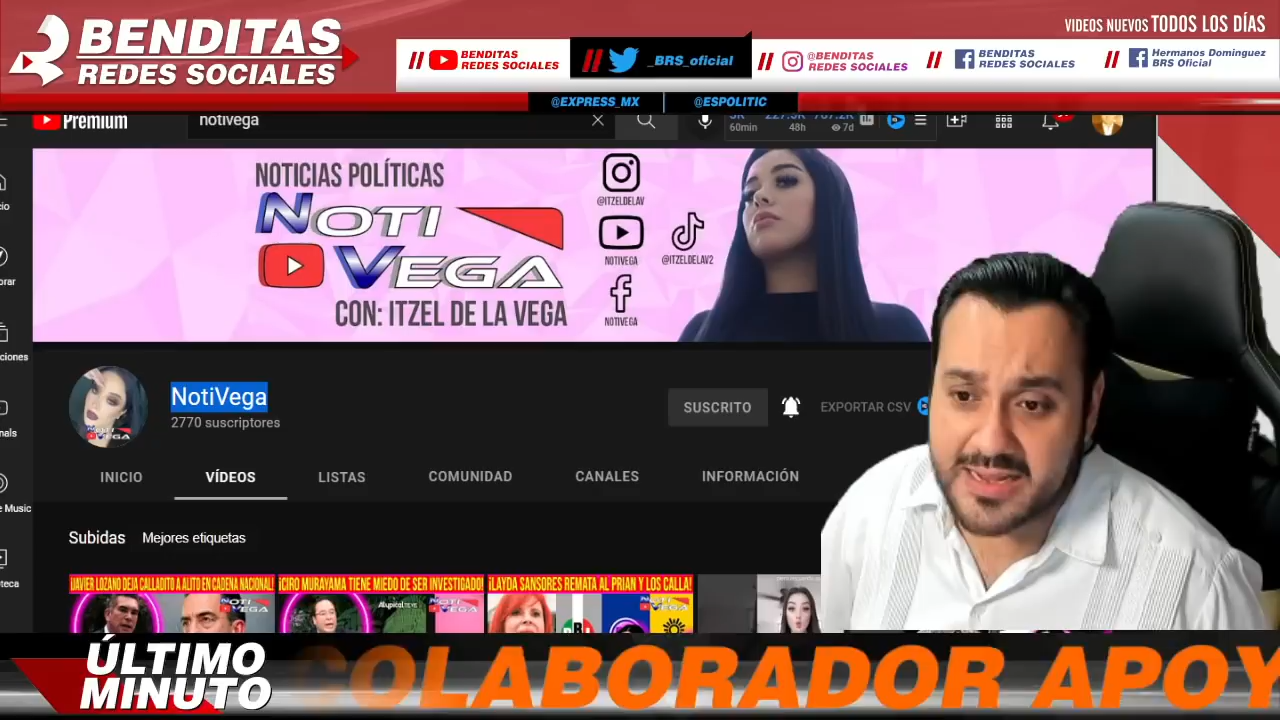 BENDITAS
REDES SOCIALES
VIDEOS NUEVOS TODOS LOS DÍAS
BENDITAS
REDES SOCIALES
_BRS_oficial
@BENDITAS
REDES SOCIALES
BENDITAS
REDES SOCIALES
Hermanos Dominguez
BRS Oficial
@EXPRESS_MX
@ESPOLITIC
Premium
notivega
60min
48h
7d
NOTICIAS POLÍTICAS
NOTI
VEGA
CON: ITZEL DE LA VEGA
@ITZELDELAV
NOTIVEGA
@ITZELDELAV2
NOTIVEGA
NotiVega
2770 suscriptores
SUSCRITO
EXPORTAR CSV
INICIO
VÍDEOS
LISTAS
COMUNIDAD
CANALES
INFORMACIÓN
Subidas
Mejores etiquetas
¡JAVIER LOZANO DEJA CALLADITO A ALITO EN CADENA NACIONAL!
¡CIRO MURAYAMA TIENE MIEDO DE SER INVESTIGADO!
¡LAYDA SANSORES REMATA AL PRIAN Y LOS CALLA!
ÚLTIMO
MINUTO
COLABORADOR APOY